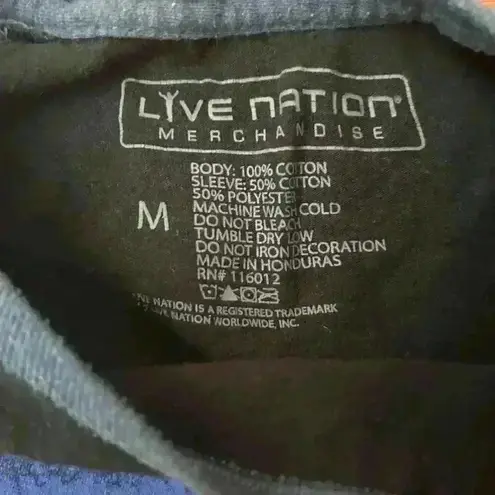 LIVE NATION®
MERCHANDISE
M
BODY: 100% COTTON
SLEEVE: 50% COTTON
50% POLYESTER
MACHINE WASH COLD
DO NOT BLEACH
TUMBLE DRY LOW
DO NOT IRON DECORATION
MADE IN HONDURAS
RN# 116012
NATION IS A REGISTERED TRADEMARK
LIVE NATION WORLDWIDE, INC.